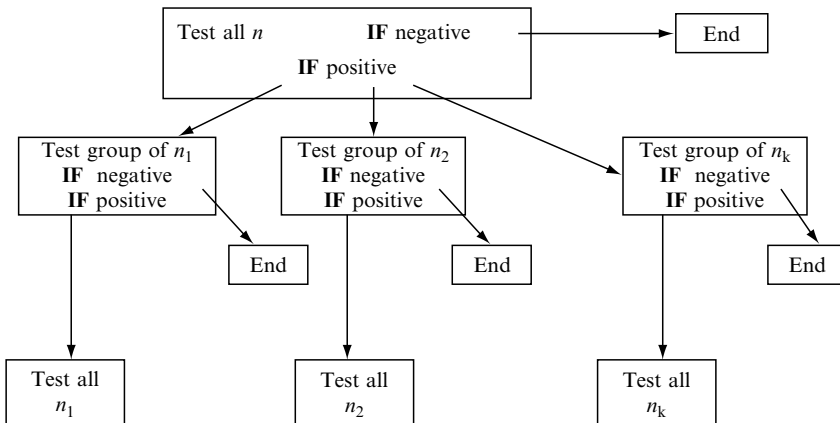 Test all n IF negative
End
IF positive
Test group of n1
IF negative
IF positive
Test group of n2
IF negative
IF positive
Test group of nk
IF negative
IF positive
End
End
End
Test all
n1
Test all
n2
Test all
nk